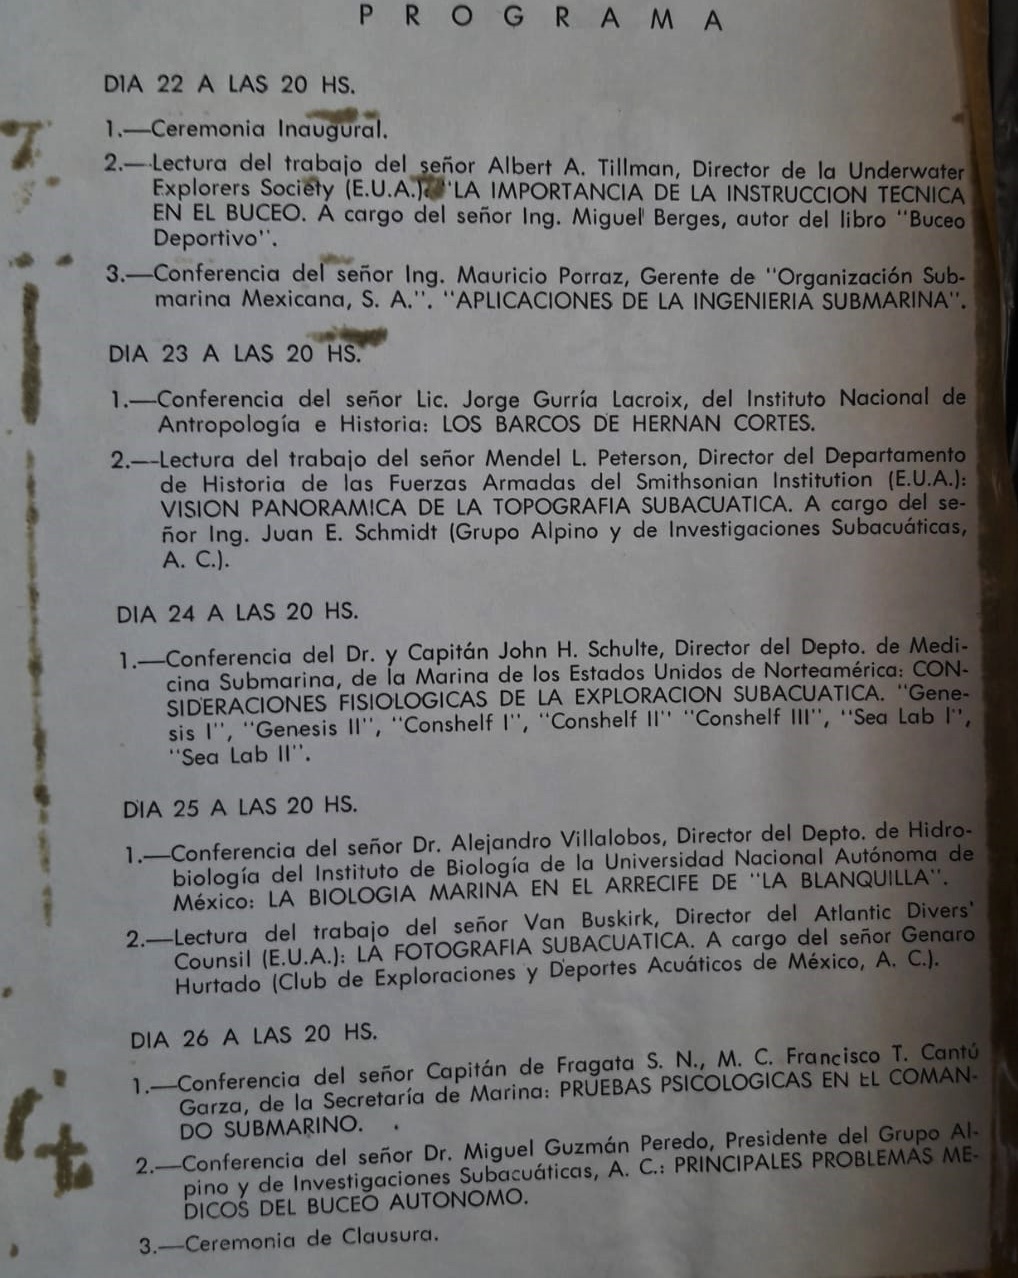 P R O G R A M A
DIA 22 A LAS 20 HS.
1.—Ceremonia Inaugural.
2.—Lectura del trabajo del señor Albert A. Tillman, Director de la Underwater
Explorers Society (E.U.A.): "LA IMPORTANCIA DE LA INSTRUCCION TECNICA
EN EL BUCEO. A cargo del señor Ing. Miguel Berges, autor del libro "Buceo
Deportivo".
3.—Conferencia del señor Ing. Mauricio Porraz, Gerente de "Organización Sub-
marina Mexicana, S. A.". "APLICACIONES DE LA INGENIERIA SUBMARINA".
DIA 23 A LAS 20 HS.
1.—Conferencia del señor Lic. Jorge Gurría Lacroix, del Instituto Nacional de
Antropología e Historia: LOS BARCOS DE HERNAN CORTES.
2.—Lectura del trabajo del señor Mendel L. Peterson, Director del Departamento
de Historia de las Fuerzas Armadas del Smithsonian Institution (E.U.A.):
VISION PANORAMICA DE LA TOPOGRAFIA SUBACUATICA. A cargo del se-
ñor Ing. Juan E. Schmidt (Grupo Alpino y de Investigaciones Subacuáticas,
A. C.).
DIA 24 A LAS 20 HS.
1.—Conferencia del Dr. y Capitán John H. Schulte, Director del Depto. de Medi-
cina Submarina, de la Marina de los Estados Unidos de Norteamérica: CON-
SIDERACIONES FISIOLOGICAS DE LA EXPLORACION SUBACUATICA. "Gene-
sis I", "Genesis II", "Conshelf I", "Conshelf II" "Conshelf III", "Sea Lab I",
"Sea Lab II".
DIA 25 A LAS 20 HS.
1.—Conferencia del señor Dr. Alejandro Villalobos, Director del Depto. de Hidro-
biología del Instituto de Biología de la Universidad Nacional Autónoma de
México: LA BIOLOGIA MARINA EN EL ARRECIFE DE "LA BLANQUILLA".
2.—Lectura del trabajo del señor Van Buskirk, Director del Atlantic Divers'
Counsil (E.U.A.): LA FOTOGRAFIA SUBACUATICA. A cargo del señor Genaro
Hurtado (Club de Exploraciones y Deportes Acuáticos de México, A. C.).
DIA 26 A LAS 20 HS.
1.—Conferencia del señor Capitán de Fragata S. N., M. C. Francisco T. Cantú
Garza, de la Secretaría de Marina: PRUEBAS PSICOLOGICAS EN EL COMAN-
DO SUBMARINO.
2.—Conferencia del señor Dr. Miguel Guzmán Peredo, Presidente del Grupo Al-
pino y de Investigaciones Subacuáticas, A. C.: PRINCIPALES PROBLEMAS ME-
DICOS DEL BUCEO AUTONOMO.
3.—Ceremonia de Clausura.